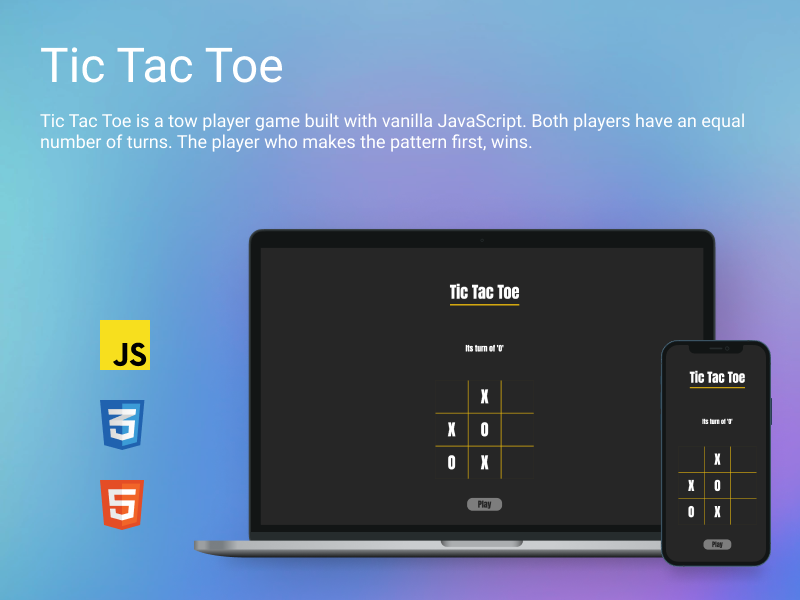 Tic Tac Toe
Tic Tac Toe is a tow player game built with vanilla JavaScript. Both players have an equal
number of turns. The player who makes the pattern first, wins.
JS
3
5
Tic Tac Toe
Its turn of '0'
X
X O
O X
Play
Tic Tac Toe
Its turn of '0'
X
X O
O X
Play